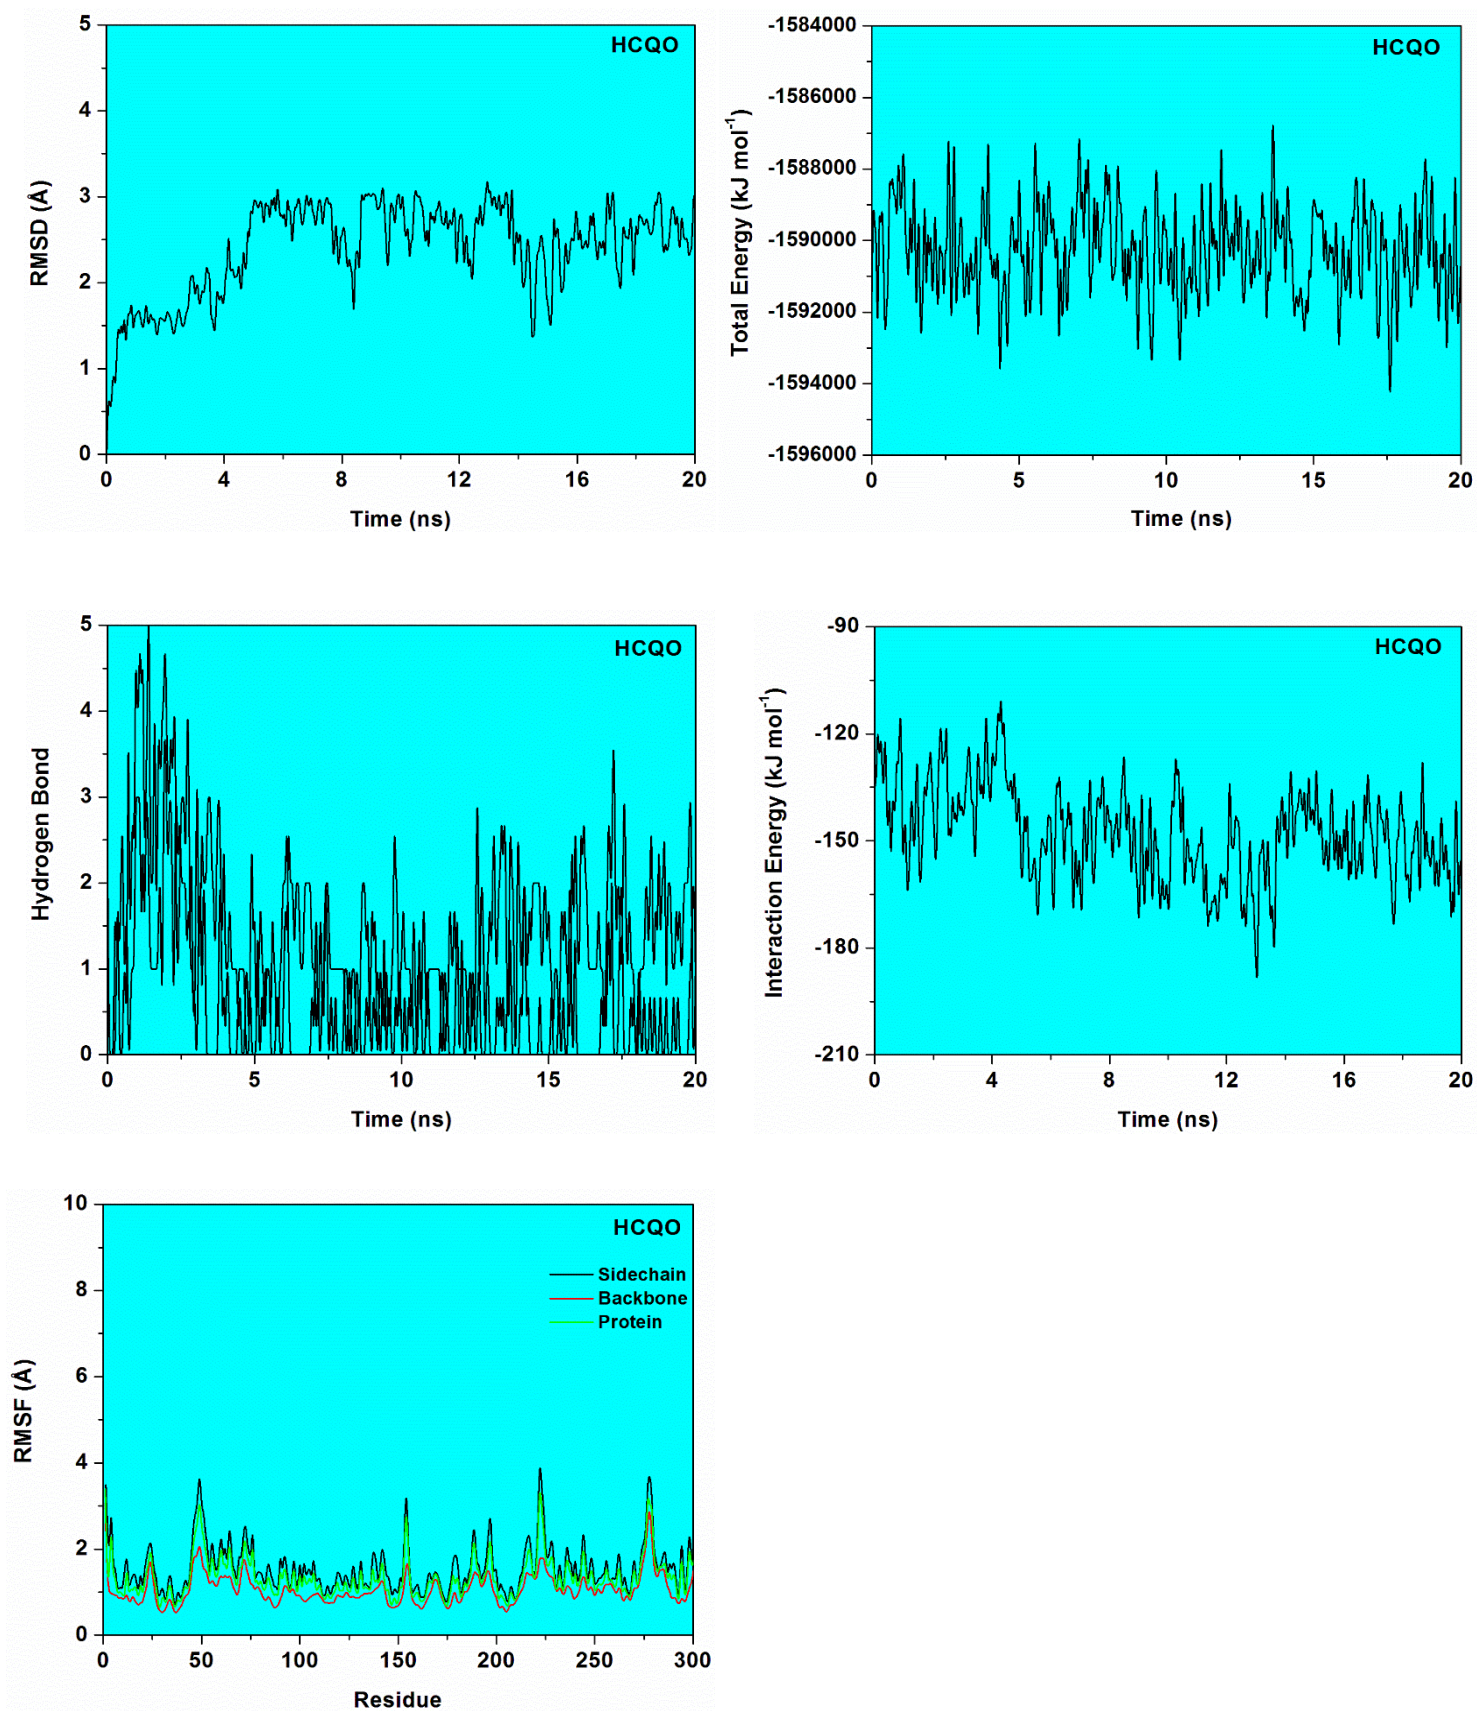 HCQO
5
4
3
2
1
0
RMSD (Å)
0 4 8 12 16 20
Time (ns)
HCQO
-1584000
-1586000
-1588000
-1590000
-1592000
-1594000
-1596000
Total Energy (kJ mol⁻¹)
0 5 10 15 20
Time (ns)
HCQO
5
4
3
2
1
0
Hydrogen Bond
0 5 10 15 20
Time (ns)
HCQO
-90
-120
-150
-180
-210
Interaction Energy (kJ mol⁻¹)
0 4 8 12 16 20
Time (ns)
HCQO
Sidechain
Backbone
Protein
10
8
6
4
2
0
RMSF (Å)
0 50 100 150 200 250 300
Residue